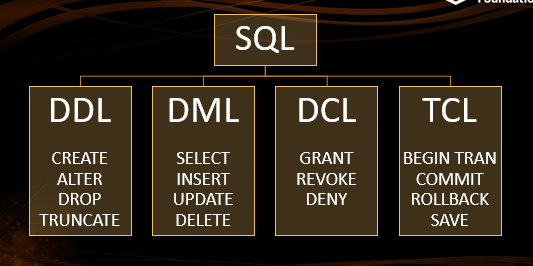 SQL
DDL
CREATE
ALTER
DROP
TRUNCATE
DML
SELECT
INSERT
UPDATE
DELETE
DCL
GRANT
REVOKE
DENY
TCL
BEGIN TRAN
COMMIT
ROLLBACK
SAVE